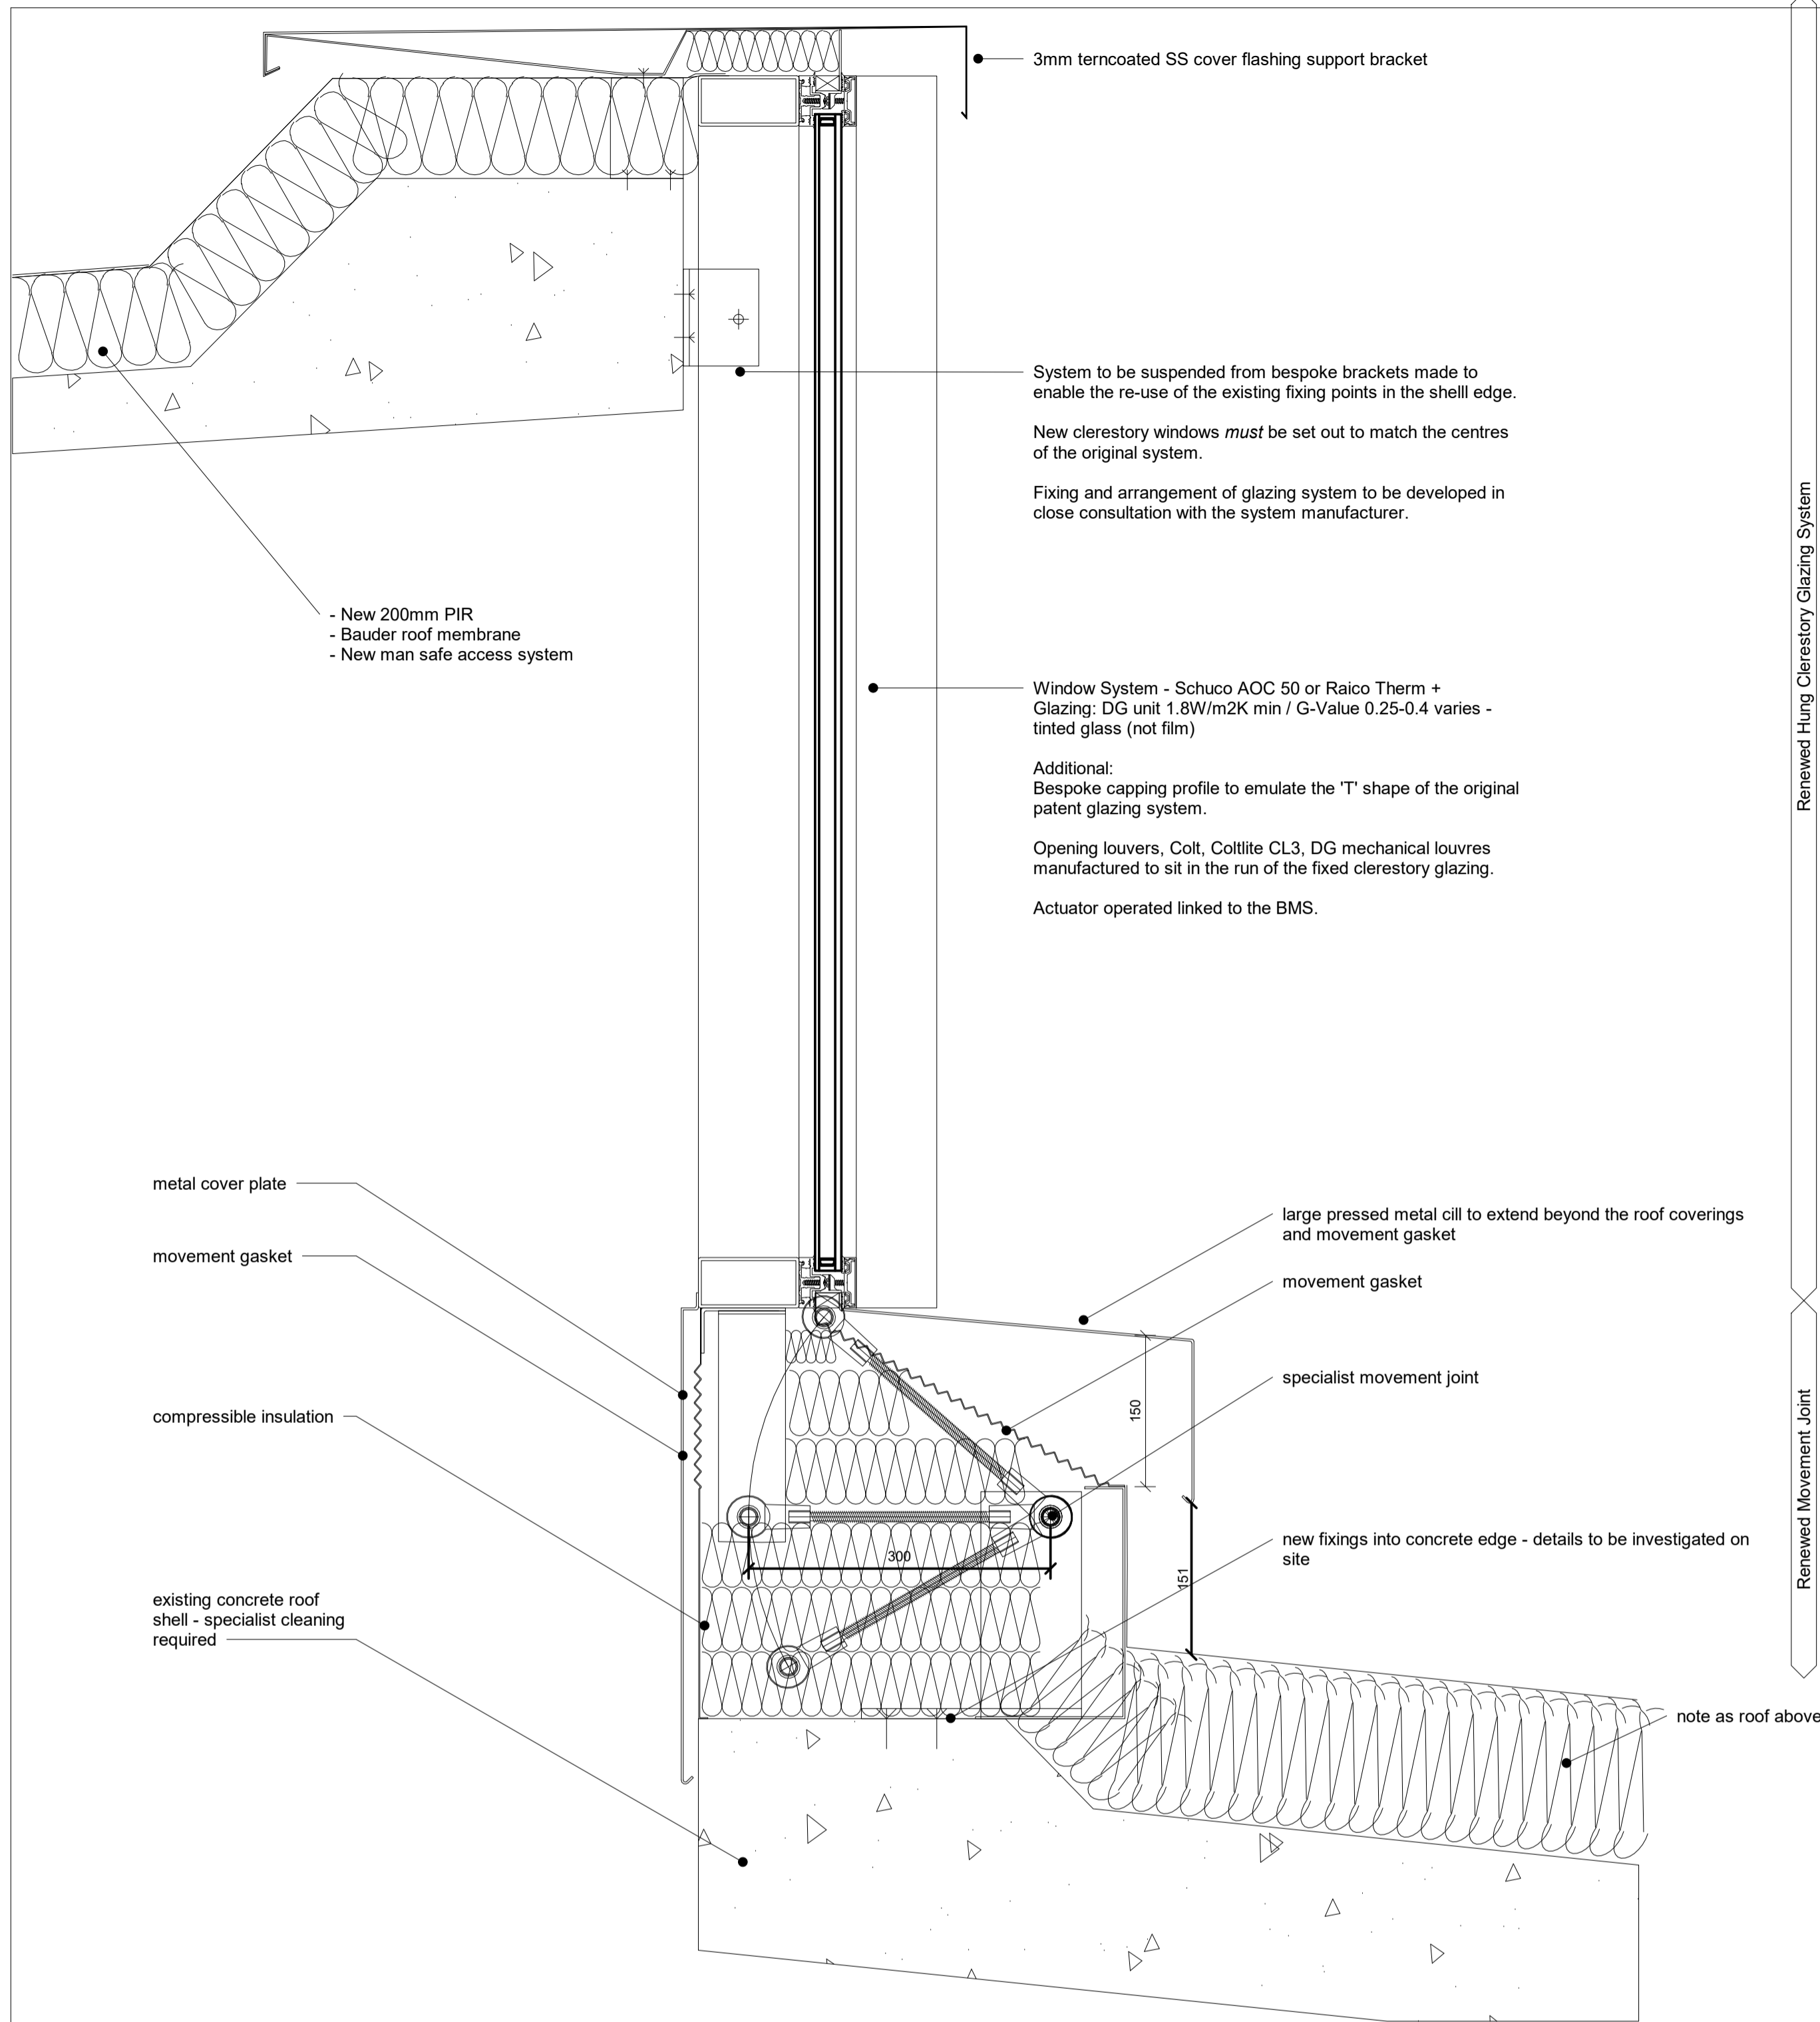 3mm terncoated SS cover flashing support bracket
System to be suspended from bespoke brackets made to
enable the re-use of the existing fixing points in the shelll edge.
New clerestory windows must be set out to match the centres
of the original system.
Fixing and arrangement of glazing system to be developed in
close consultation with the system manufacturer.
- New 200mm PIR
- Bauder roof membrane
- New man safe access system
Window System - Schuco AOC 50 or Raico Therm +
Glazing: DG unit 1.8W/m2K min / G-Value 0.25-0.4 varies -
tinted glass (not film)
Additional:
Bespoke capping profile to emulate the 'T' shape of the original
patent glazing system.
Opening louvers, Colt, Coltlite CL3, DG mechanical louvres
manufactured to sit in the run of the fixed clerestory glazing.
Actuator operated linked to the BMS.
Renewed Hung Clerestory Glazing System
metal cover plate
movement gasket
compressible insulation
existing concrete roof
shell - specialist cleaning
required
large pressed metal cill to extend beyond the roof coverings
and movement gasket
movement gasket
specialist movement joint
new fixings into concrete edge - details to be investigated on
site
note as roof above
150
300
151
Renewed Movement Joint